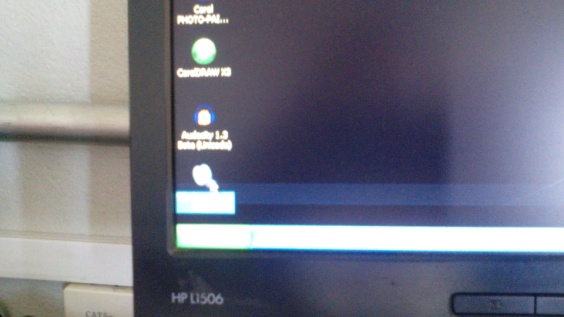 Corel
PHOTO-PAI...
CorelDRAW X3
Audacity 1.3
Beta (Unicode)
HP L1506